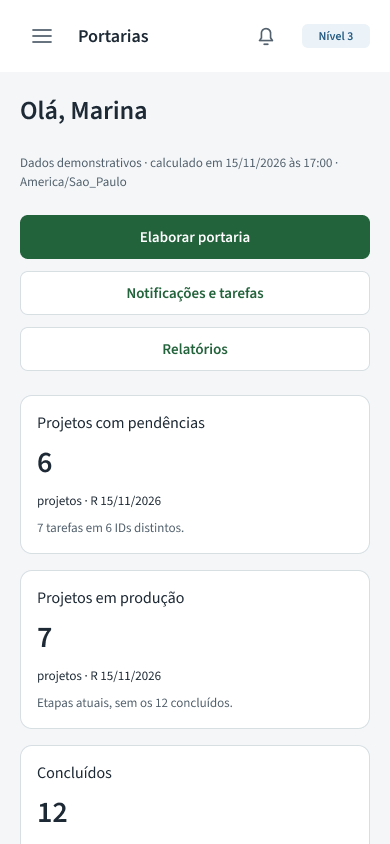 Portarias
Nível 3
Olá, Marina
Dados demonstrativos · calculado em 15/11/2026 às 17:00 ·
America/Sao_Paulo
Elaborar portaria
Notificações e tarefas
Relatórios
Projetos com pendências
6
projetos · R 15/11/2026
7 tarefas em 6 IDs distintos.
Projetos em produção
7
projetos · R 15/11/2026
Etapas atuais, sem os 12 concluídos.
Concluídos
12